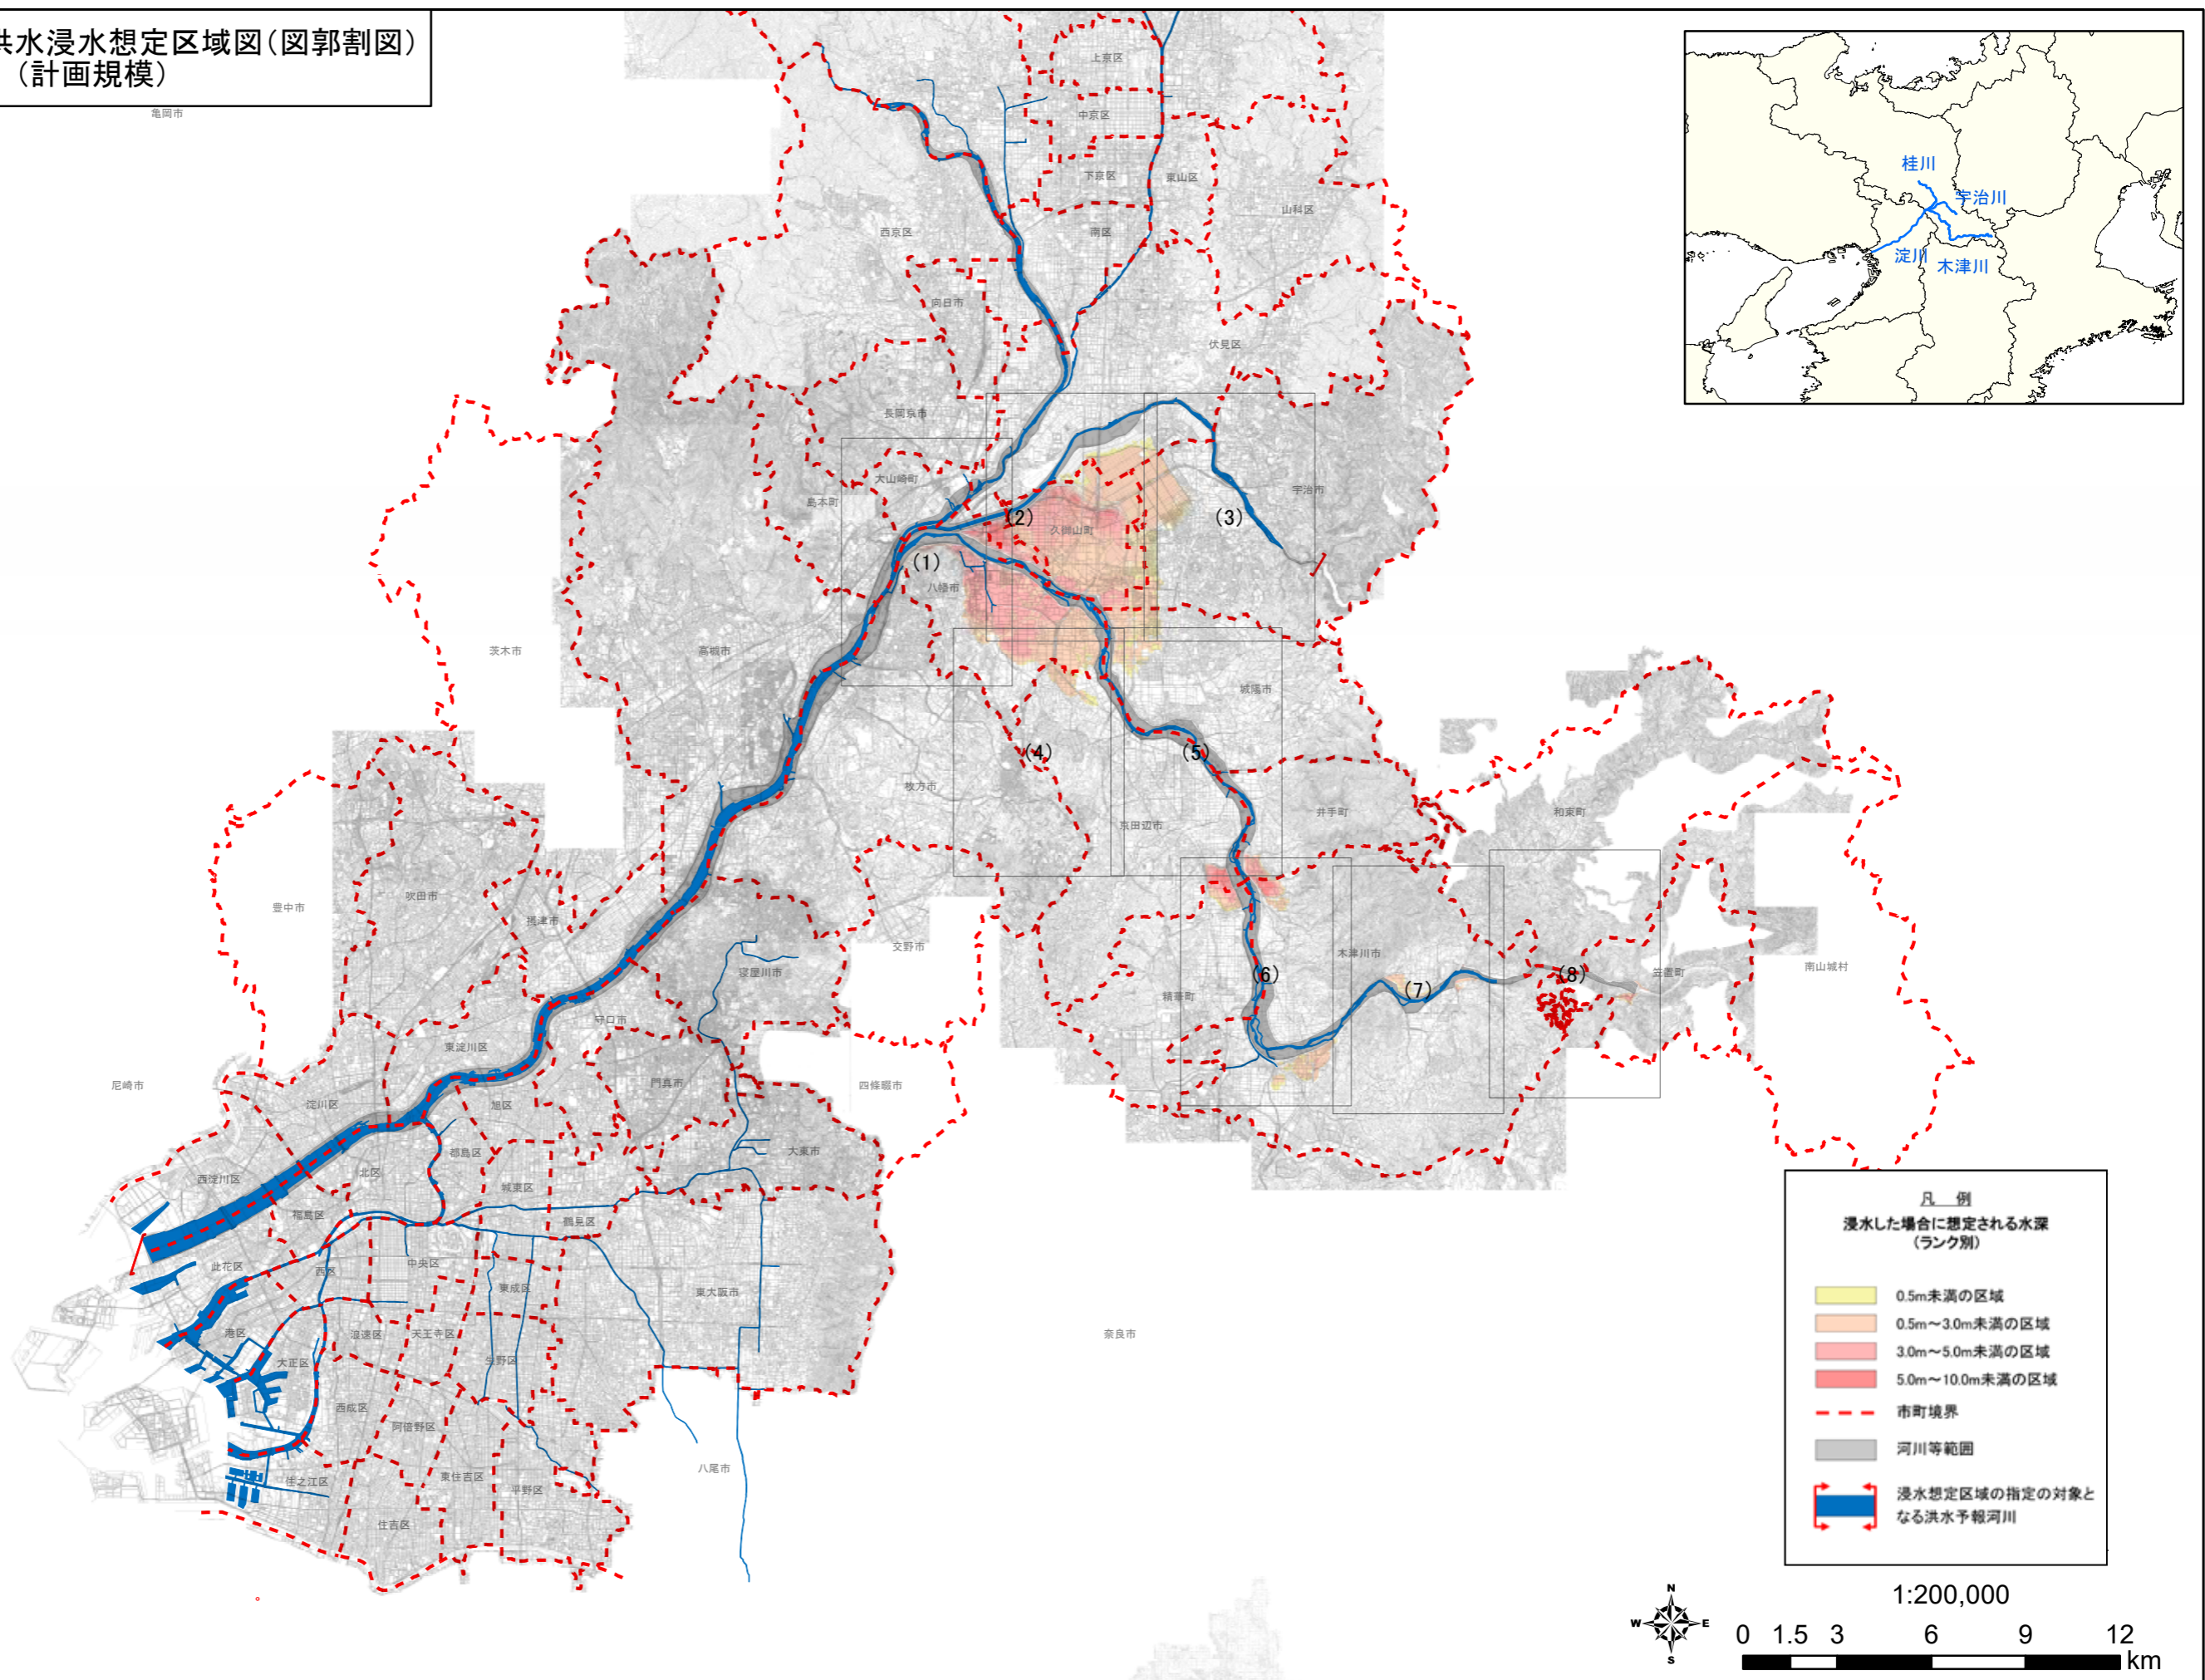 洪水浸水想定区域図(図郭割図)
(計画規模)
亀岡市
上京区
中京区
下京区
東山区
山科区
西京区
南区
向日市
伏見区
長岡京市
大山崎町
島本町
宇治市
(2)
(3)
久御山町
(1)
八幡市
茨木市
高槻市
城陽市
(4)
(5)
枚方市
京田辺市
井手町
和束町
吹田市
豊中市
摂津市
交野市
寝屋川市
木津川市
(6)
(7)
(8)
笠置町
南山城村
精華町
守口市
東淀川区
尼崎市
門真市
四條畷市
淀川区
旭区
都島区
大東市
北区
西淀川区
城東区
福島区
鶴見区
此花区
西区
中央区
東成区
東大阪市
港区
浪速区
天王寺区
生野区
奈良市
大正区
西成区
阿倍野区
東住吉区
八尾市
住之江区
平野区
住吉区
桂川
宇治川
淀川
木津川
凡 例
浸水した場合に想定される水深
(ランク別)
0.5m未満の区域
0.5m～3.0m未満の区域
3.0m～5.0m未満の区域
5.0m～10.0m未満の区域
市町境界
河川等範囲
浸水想定区域の指定の対象と
なる洪水予報河川
N
W E
S
1:200,000
0 1.5 3 6 9 12
km